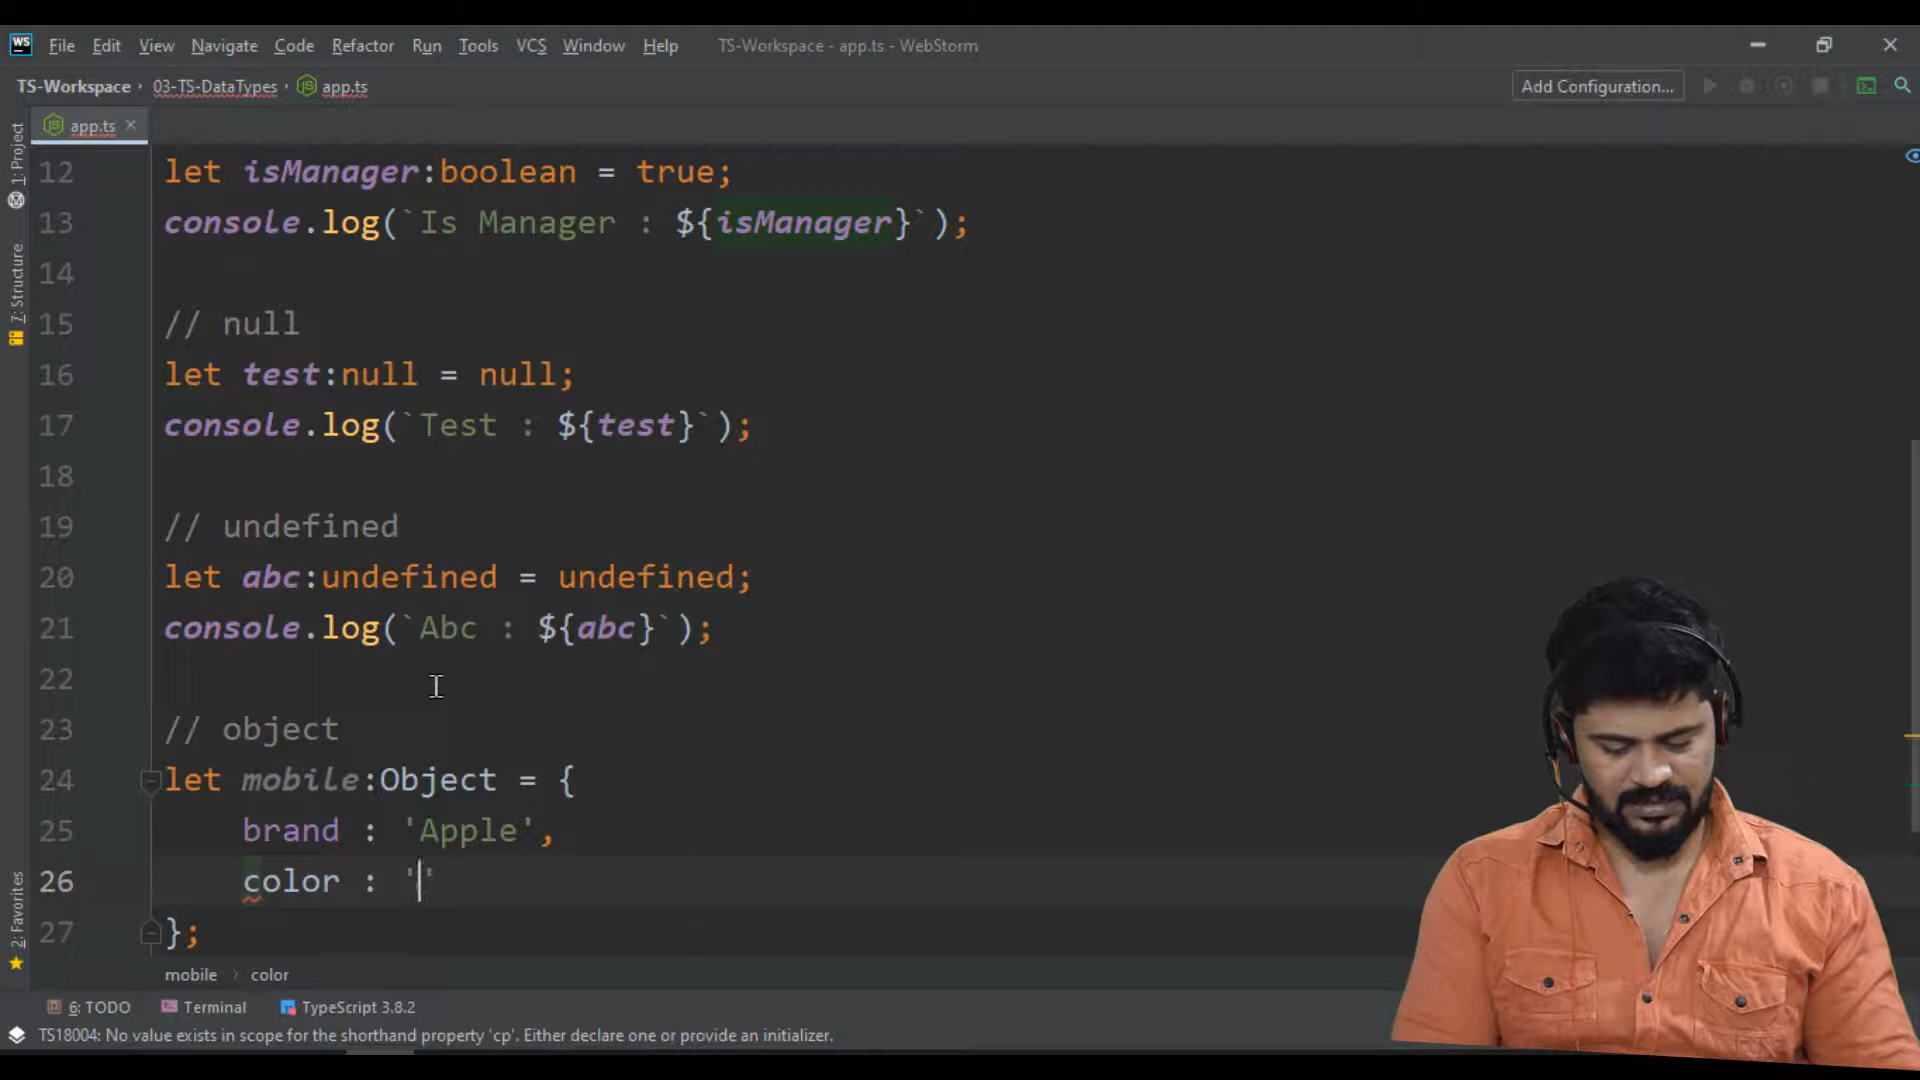 WS File Edit View Navigate Code Refactor Run Tools VCS Window Help TS-Workspace - app.ts - WebStorm
TS-Workspace › 03-TS-DataTypes › JS app.ts Add Configuration...
JS app.ts
1: Project
7: Structure
2: Favorites
12 let isManager:boolean = true;
13 console.log(`Is Manager : ${isManager}`);
14
15 // null
16 let test:null = null;
17 console.log(`Test : ${test}`);
18
19 // undefined
20 let abc:undefined = undefined;
21 console.log(`Abc : ${abc}`);
22
23 // object
24 let mobile:Object = {
25 brand : 'Apple',
26 color : ''
27 };
mobile › color
6: TODO Terminal TypeScript 3.8.2
TS18004: No value exists in scope for the shorthand property 'cp'. Either declare one or provide an initializer.